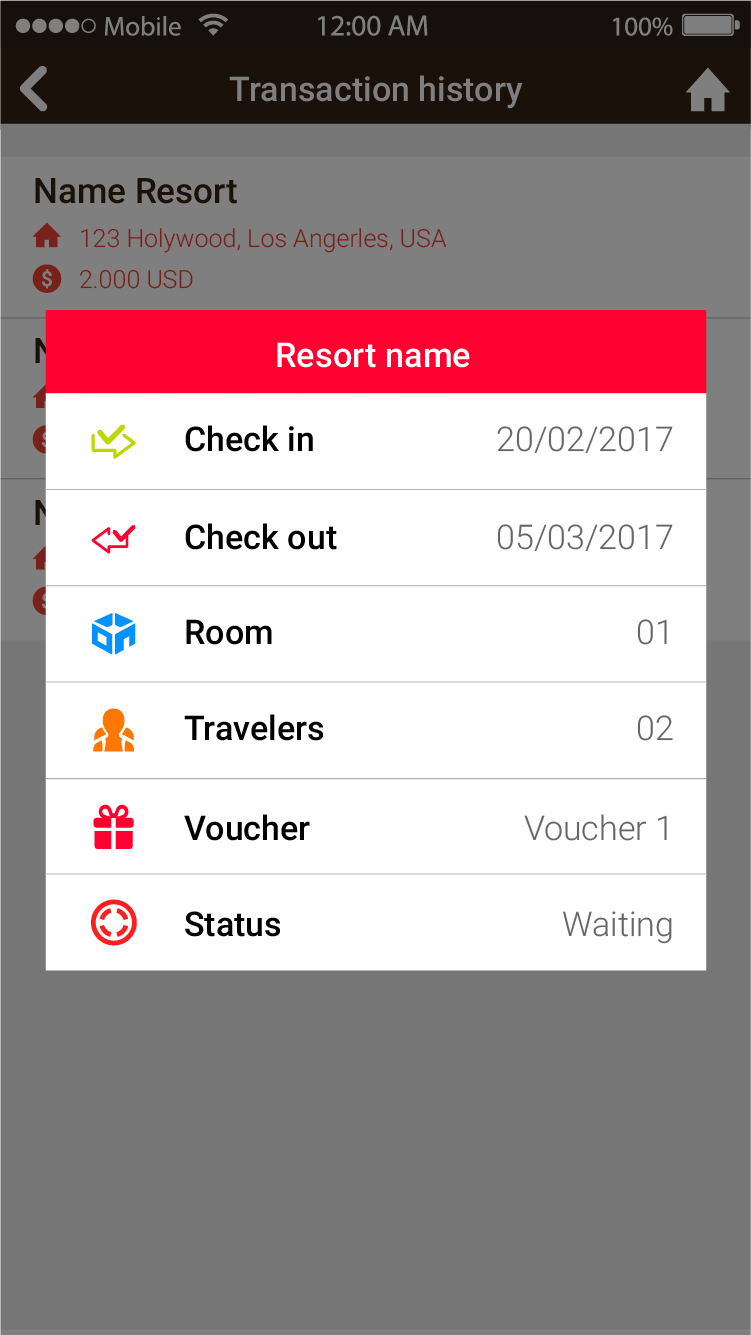 Mobile 12:00 AM 100%
Transaction history
Name Resort
123 Holywood, Los Angerles, USA
2.000 USD
Resort name
Check in 20/02/2017
Check out 05/03/2017
Room 01
Travelers 02
Voucher Voucher 1
Status Waiting